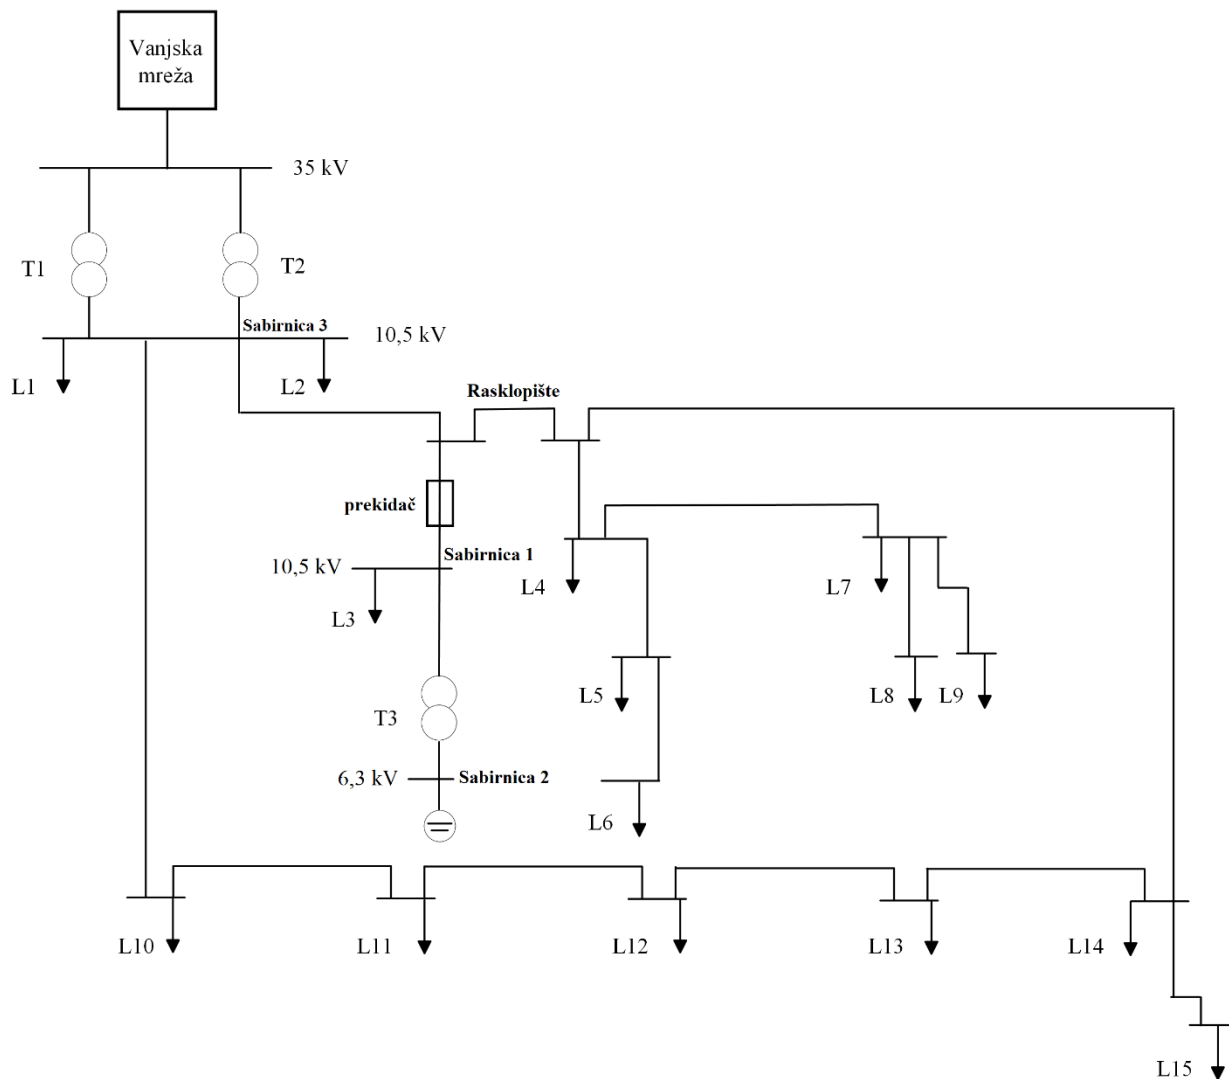 Vanjska
mreža
35 kV
T1
T2
Sabirnica 3
10,5 kV
L1
L2
Rasklopište
prekidač
Sabirnica 1
10,5 kV
L3
L4
L7
L5
L8
L9
T3
6,3 kV
Sabirnica 2
L6
L10
L11
L12
L13
L14
L15